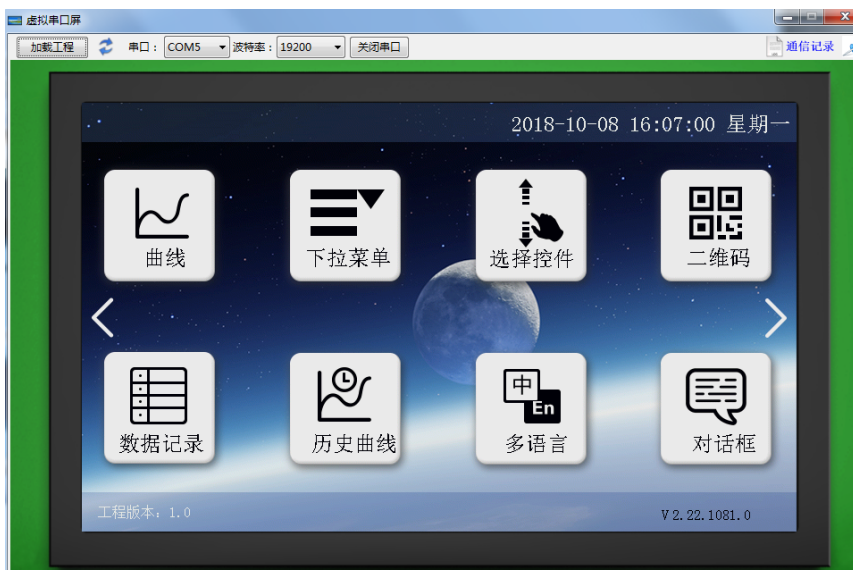 虚拟串口屏
加载工程 串口： COM5 波特率： 19200 关闭串口 通信记录
2018-10-08 16:07:00 星期一
曲线 下拉菜单 选择控件 二维码
中
En
数据记录 历史曲线 多语言 对话框
工程版本：1.0 V2.22.1081.0